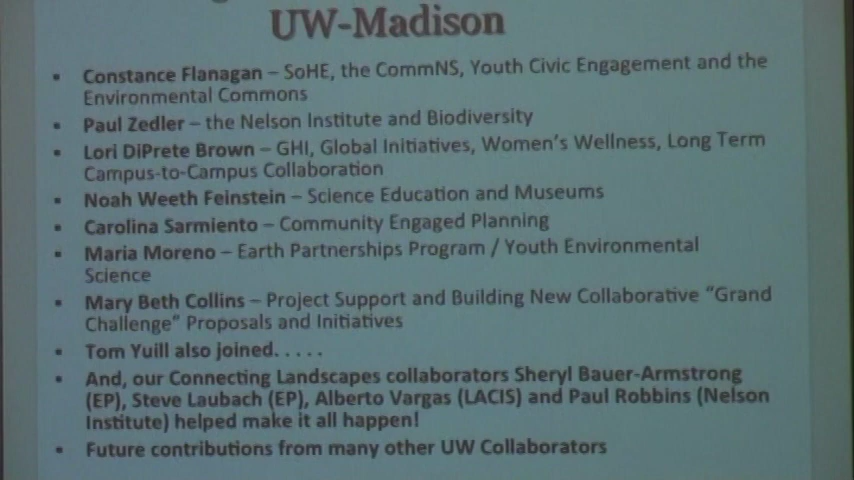 UW-Madison
▪ Constance Flanagan – SoHE, the CommNS, Youth Civic Engagement and the
Environmental Commons
▪ Paul Zedler – the Nelson Institute and Biodiversity
▪ Lori DiPrete Brown – GHI, Global Initiatives, Women's Wellness, Long Term
Campus-to-Campus Collaboration
▪ Noah Weeth Feinstein – Science Education and Museums
▪ Carolina Sarmiento – Community Engaged Planning
▪ Maria Moreno – Earth Partnerships Program / Youth Environmental
Science
▪ Mary Beth Collins – Project Support and Building New Collaborative "Grand
Challenge" Proposals and Initiatives
▪ Tom Yuill also joined. . . . .
▪ And, our Connecting Landscapes collaborators Sheryl Bauer-Armstrong
(EP), Steve Laubach (EP), Alberto Vargas (LACIS) and Paul Robbins (Nelson
Institute) helped make it all happen!
▪ Future contributions from many other UW Collaborators